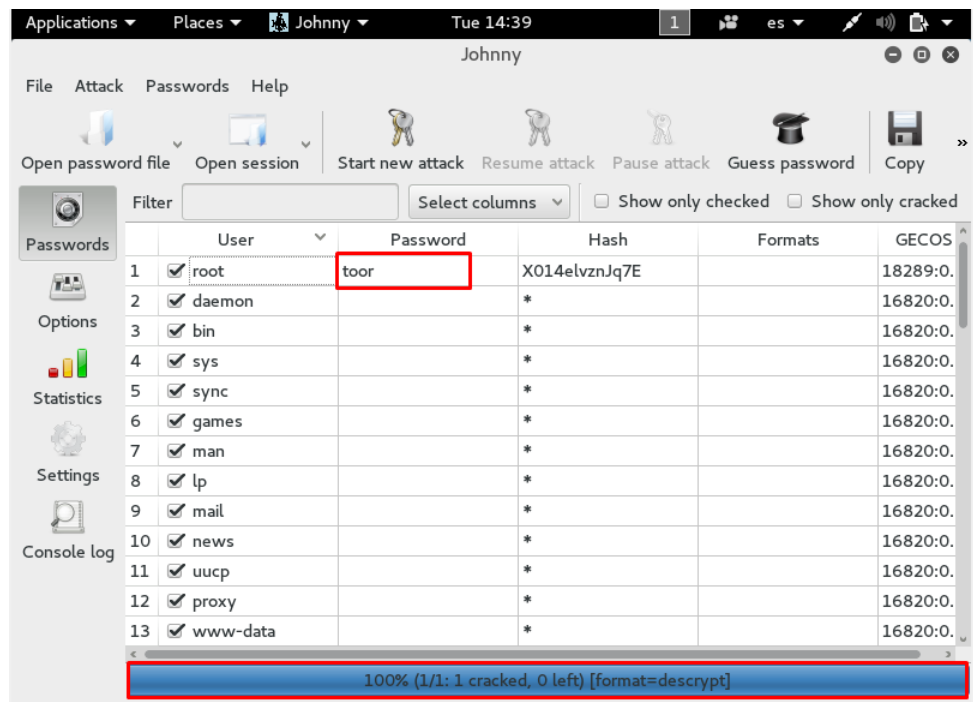 Applications Places Johnny Tue 14:39 1 es
Johnny
File Attack Passwords Help
Open password file Open session Start new attack Resume attack Pause attack Guess password Copy »
Filter Select columns Show only checked Show only cracked
Passwords
Options
Statistics
Settings
Console log
User Password Hash Formats GECOS
1 root toor X014elvznJq7E 18289:0.
2 daemon * 16820:0.
3 bin * 16820:0.
4 sys * 16820:0.
5 sync * 16820:0.
6 games * 16820:0.
7 man * 16820:0.
8 lp * 16820:0.
9 mail * 16820:0.
10 news * 16820:0.
11 uucp * 16820:0.
12 proxy * 16820:0.
13 www-data * 16820:0.
100% (1/1: 1 cracked, 0 left) [format=descrypt]